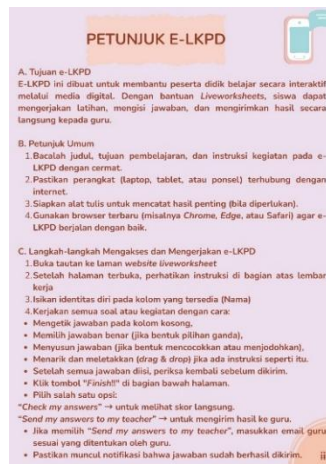 PETUNJUK E-LKPD
A. Tujuan e-LKPD
E-LKPD ini dibuat untuk membantu peserta didik belajar secara interaktif
melalui media digital. Dengan bantuan Liveworksheets, siswa dapat
mengerjakan latihan, mengisi jawaban, dan mengirimkan hasil secara
langsung kepada guru.
B. Petunjuk Umum
1. Bacalah judul, tujuan pembelajaran, dan instruksi kegiatan pada e-
LKPD dengan cermat.
2. Pastikan perangkat (laptop, tablet, atau ponsel) terhubung dengan
internet.
3. Siapkan alat tulis untuk mencatat hasil penting (bila diperlukan).
4. Gunakan browser terbaru (misalnya Chrome, Edge, atau Safari) agar e-
LKPD berjalan dengan baik.
C. Langkah-langkah Mengakses dan Mengerjakan e-LKPD
1. Buka tautan ke laman website liveworksheet
2. Setelah halaman terbuka, perhatikan instruksi di bagian atas lembar
kerja
3. Isikan identitas diri pada kolom yang tersedia (Nama)
4. Kerjakan semua soal atau kegiatan dengan cara:
• Mengetik jawaban pada kolom kosong,
• Memilih jawaban benar (jika bentuk pilihan ganda),
• Menyusun jawaban (jika bentuk mencocokkan atau menjodohkan),
• Menarik dan meletakkan (drag & drop) jika ada instruksi seperti itu.
• Setelah semua jawaban diisi, periksa kembali sebelum dikirim.
• Klik tombol "Finish!!" di bagian bawah halaman.
• Pilih salah satu opsi:
"Check my answers" → untuk melihat skor langsung.
"Send my answers to my teacher" → untuk mengirim hasil ke guru.
• Jika memilih "Send my answers to my teacher", masukkan email guru
sesuai yang ditentukan oleh guru.
• Pastikan muncul notifikasi bahwa jawaban sudah berhasil dikirim.
ii